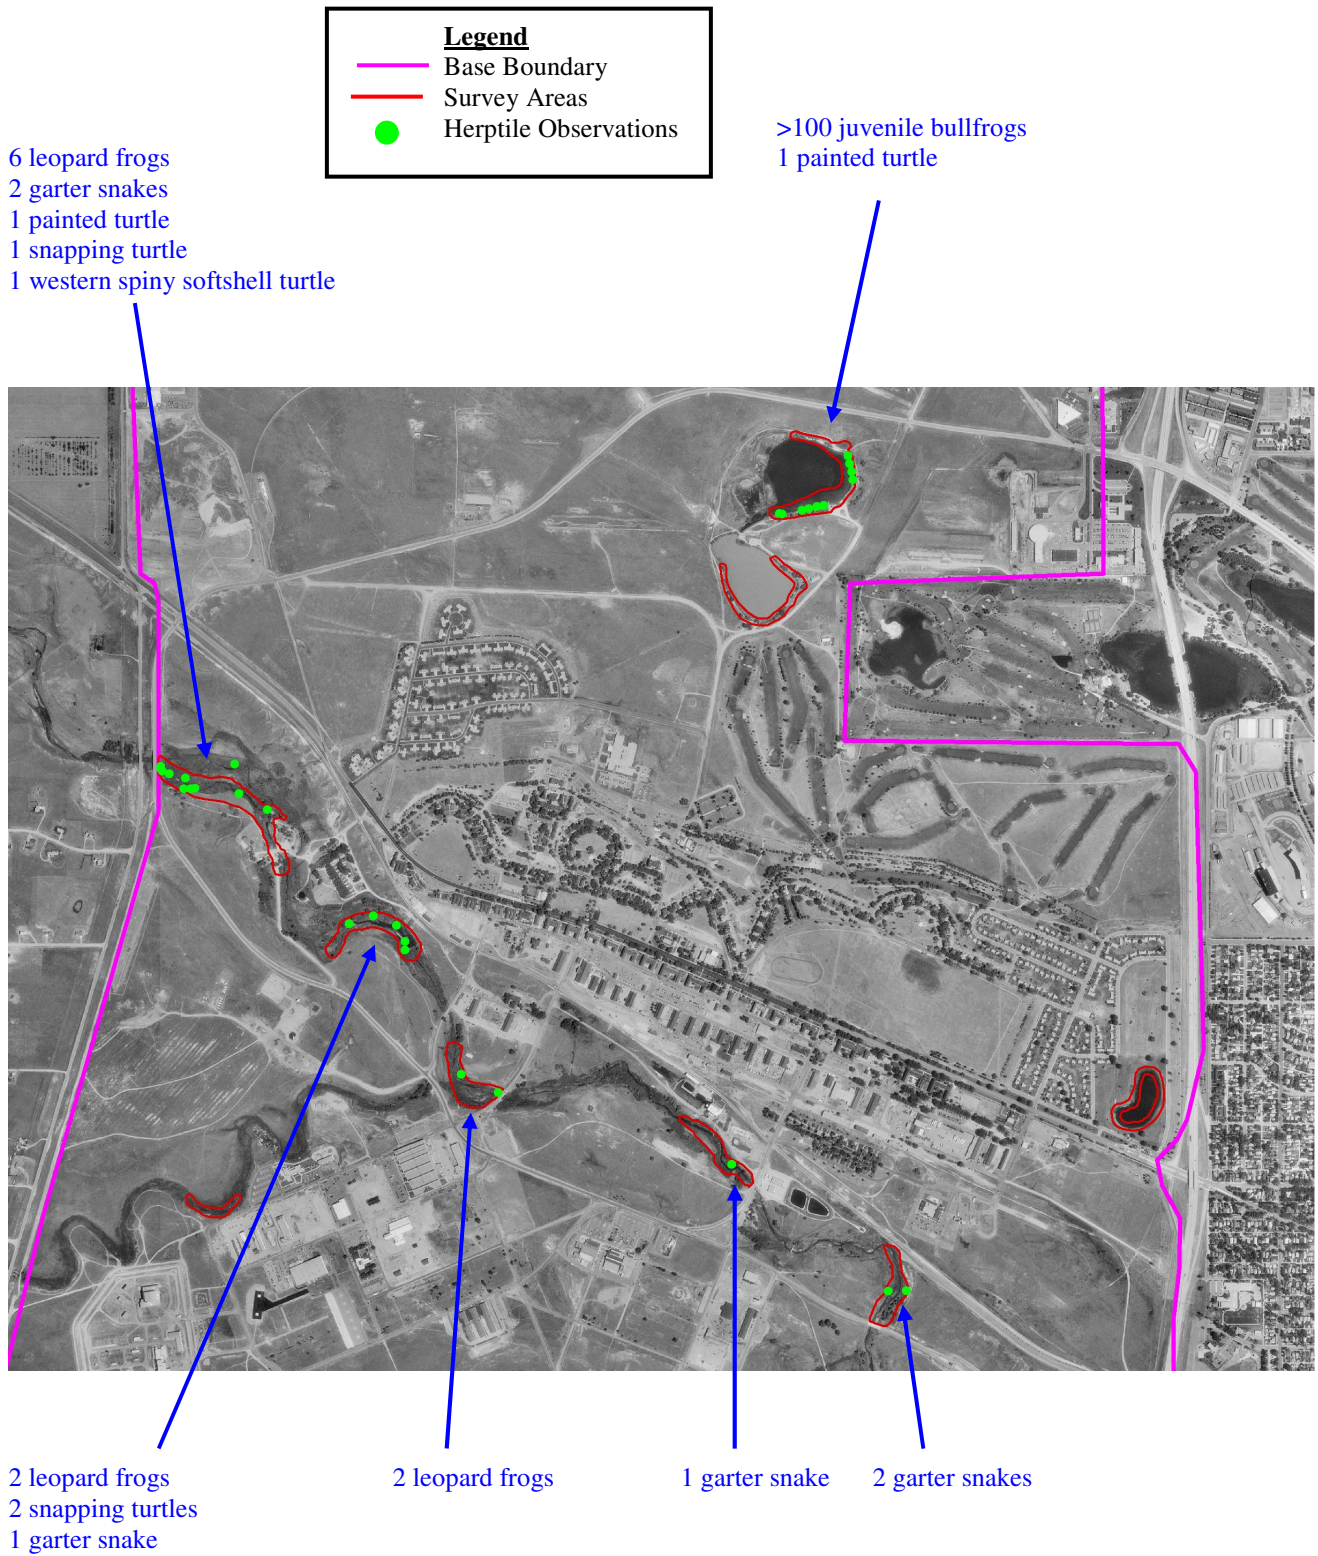 Legend
Base Boundary
Survey Areas
Herptile Observations
>100 juvenile bullfrogs
1 painted turtle
6 leopard frogs
2 garter snakes
1 painted turtle
1 snapping turtle
1 western spiny softshell turtle
2 leopard frogs
2 snapping turtles
1 garter snake
2 leopard frogs
1 garter snake
2 garter snakes